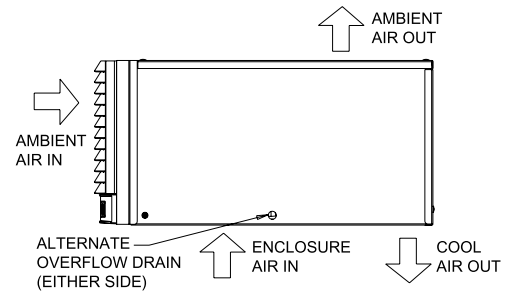 AMBIENT
AIR OUT
AMBIENT
AIR IN
ALTERNATE
OVERFLOW DRAIN
(EITHER SIDE)
ENCLOSURE
AIR IN
COOL
AIR OUT